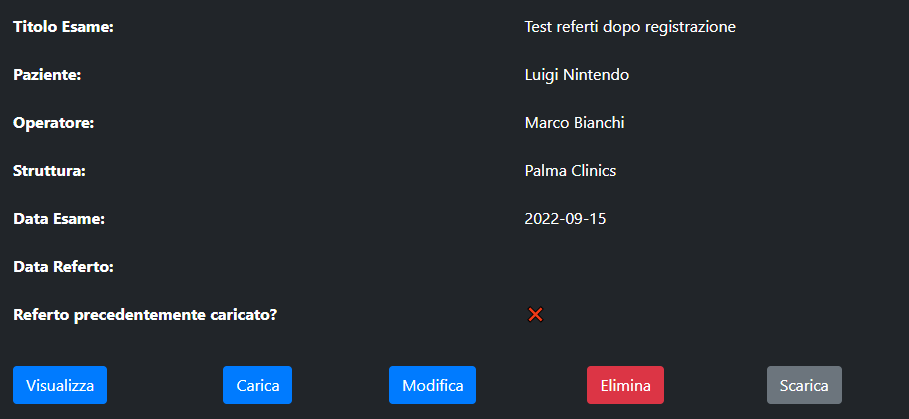 Titolo Esame: Test referti dopo registrazione
Paziente: Luigi Nintendo
Operatore: Marco Bianchi
Struttura: Palma Clinics
Data Esame: 2022-09-15
Data Referto:
Referto precedentemente caricato? ❌
Visualizza Carica Modifica Elimina Scarica